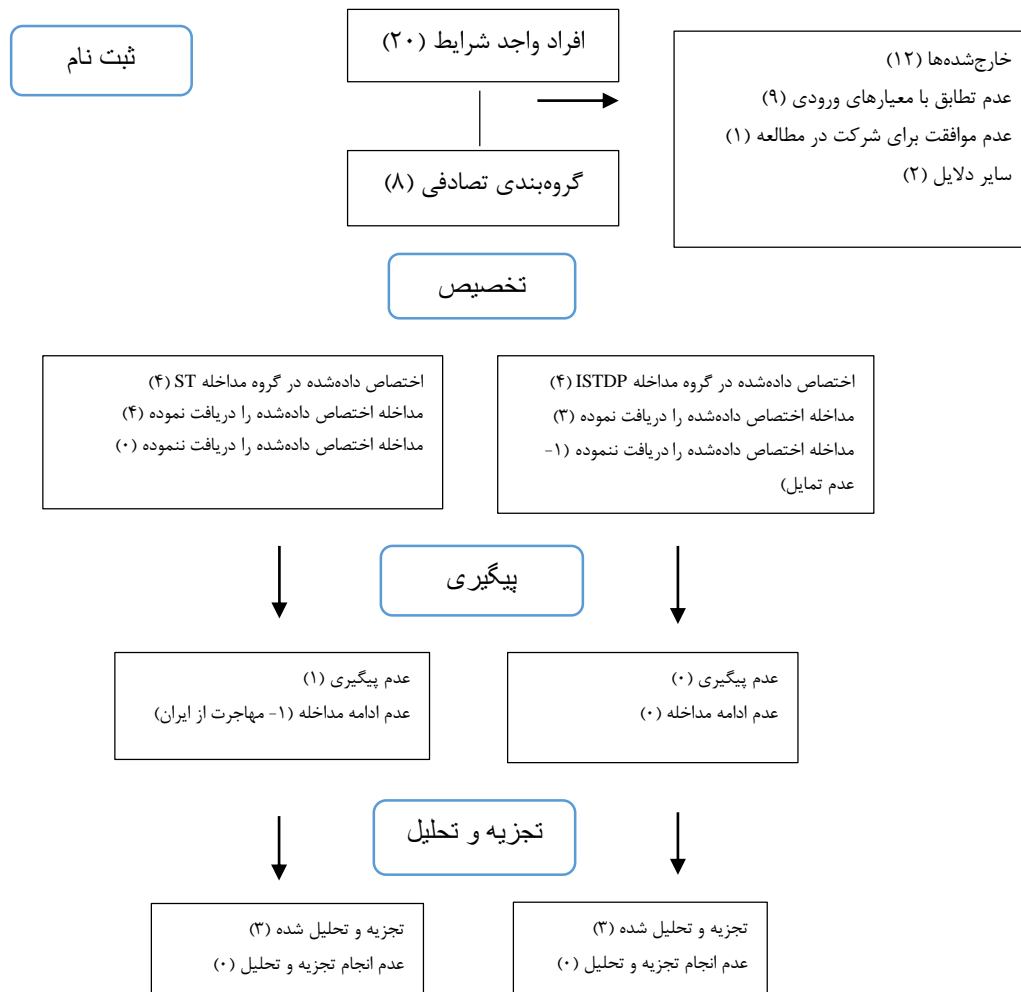 ثبت نام
افراد واجد شرایط (۲۰)
خارج‌شده‌ها (۱۲)
عدم تطابق با معیارهای ورودی (۹)
عدم موافقت برای شرکت در مطالعه (۱)
سایر دلایل (۲)
گروه‌بندی تصادفی (۸)
تخصیص
اختصاص داده‌شده در گروه مداخله ISTDP (۴)
مداخله اختصاص داده‌شده را دریافت نموده (۳)
مداخله اختصاص داده‌شده را دریافت ننموده (۱-
عدم تمایل)
اختصاص داده‌شده در گروه مداخله ST (۴)
مداخله اختصاص داده‌شده را دریافت نموده (۴)
مداخله اختصاص داده‌شده را دریافت ننموده (۰)
پیگیری
عدم پیگیری (۰)
عدم ادامه مداخله (۰)
عدم پیگیری (۱)
عدم ادامه مداخله (۱- مهاجرت از ایران)
تجزیه و تحلیل
تجزیه و تحلیل شده (۳)
عدم انجام تجزیه و تحلیل (۰)
تجزیه و تحلیل شده (۳)
عدم انجام تجزیه و تحلیل (۰)